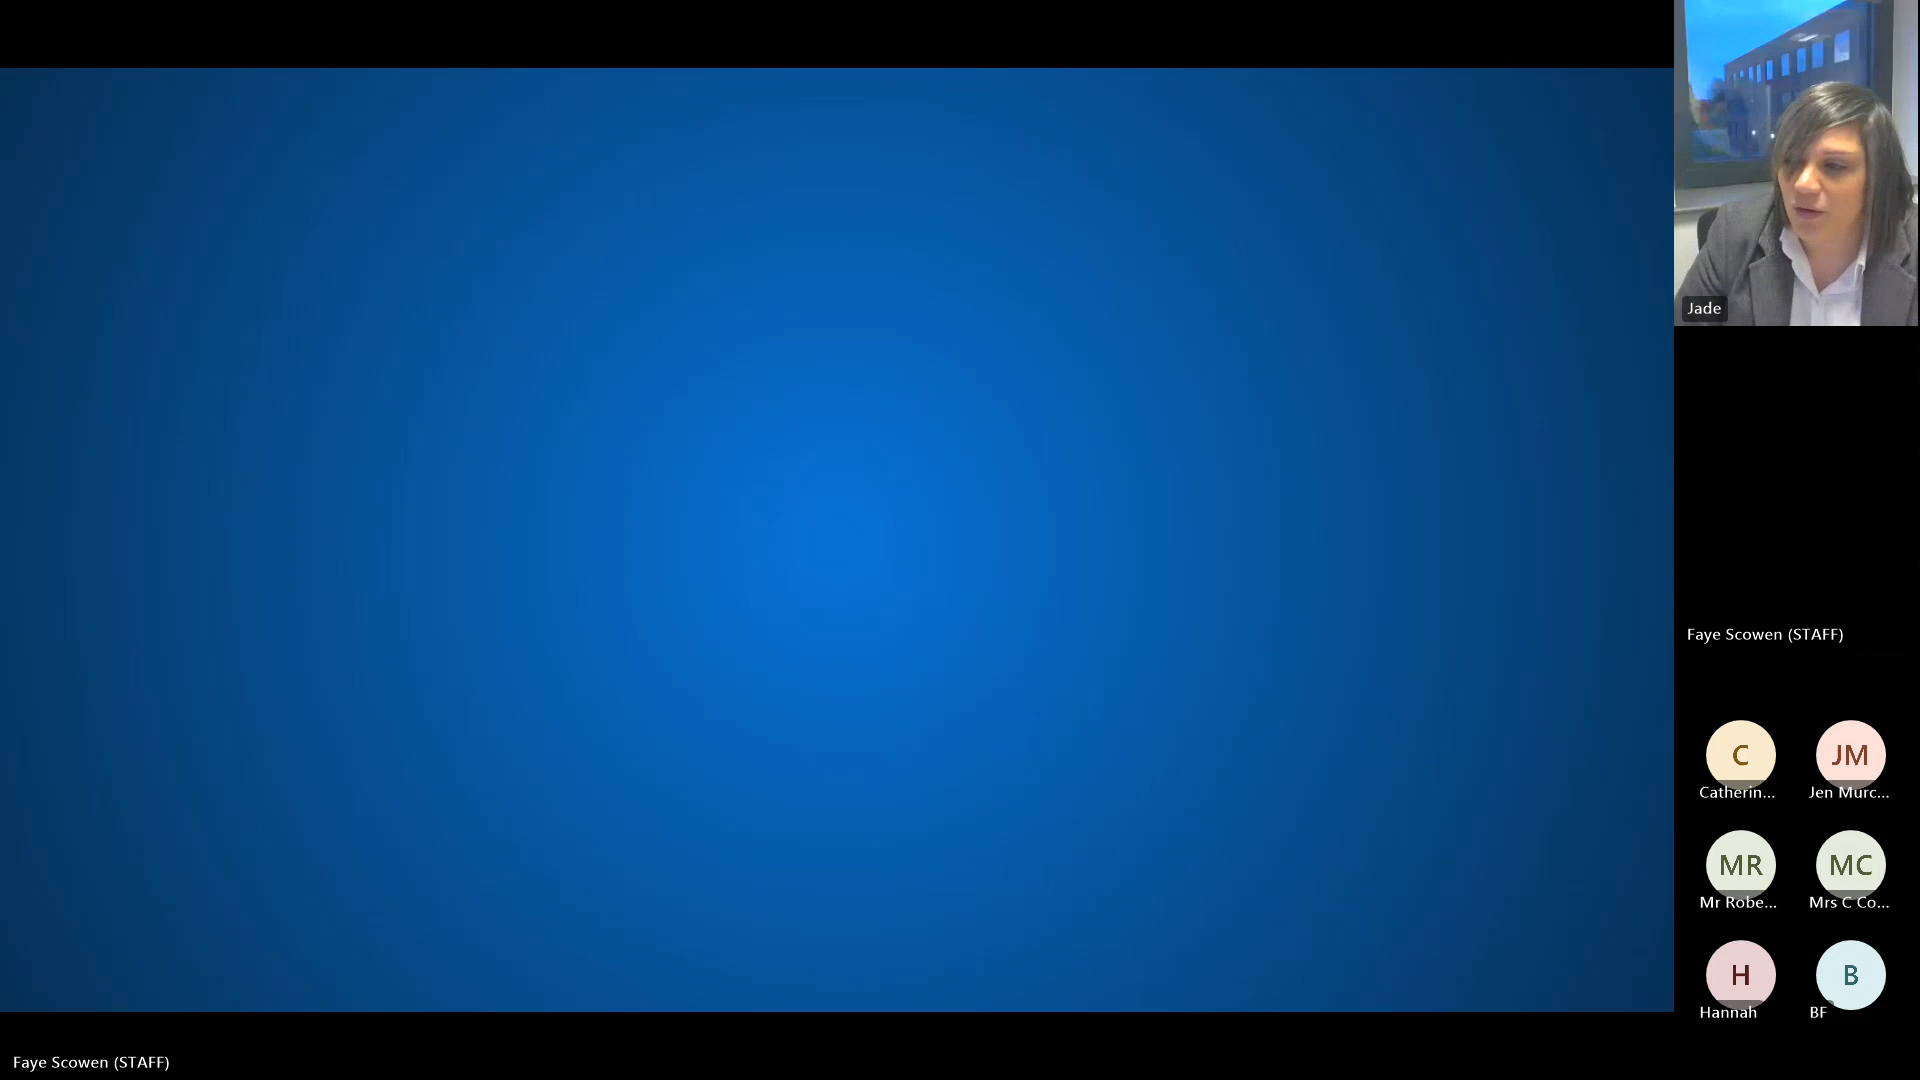 Jade
Faye Scowen (STAFF)
C
JM
Catherin...
Jen Murc...
MR
MC
Mr Robe...
Mrs C Co...
H
B
Hannah
BF
Faye Scowen (STAFF)